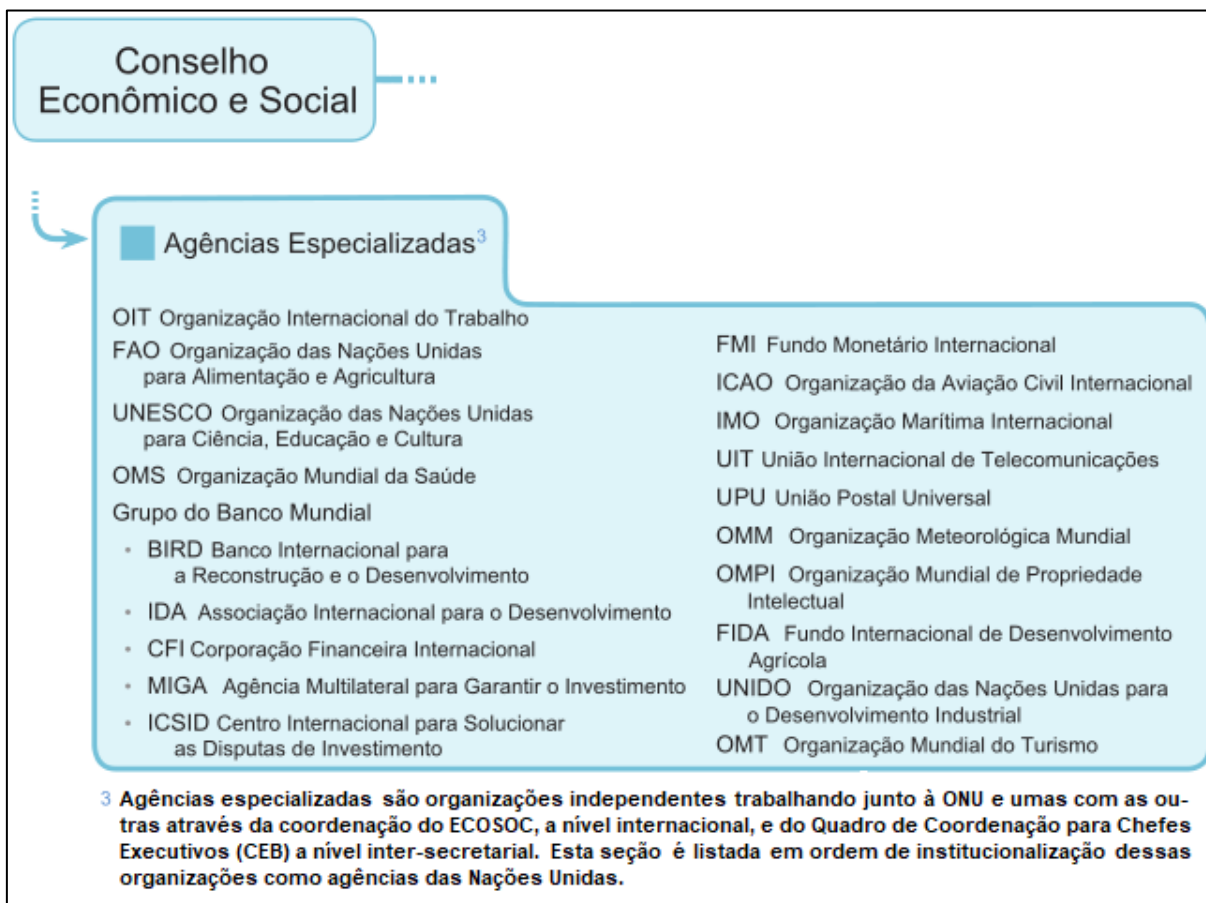 Conselho
Econômico e Social
Agências Especializadas3
OIT Organização Internacional do Trabalho
FAO Organização das Nações Unidas
para Alimentação e Agricultura
UNESCO Organização das Nações Unidas
para Ciência, Educação e Cultura
OMS Organização Mundial da Saúde
Grupo do Banco Mundial
• BIRD Banco Internacional para
a Reconstrução e o Desenvolvimento
• IDA Associação Internacional para o Desenvolvimento
• CFI Corporação Financeira Internacional
• MIGA Agência Multilateral para Garantir o Investimento
• ICSID Centro Internacional para Solucionar
as Disputas de Investimento
FMI Fundo Monetário Internacional
ICAO Organização da Aviação Civil Internacional
IMO Organização Marítima Internacional
UIT União Internacional de Telecomunicações
UPU União Postal Universal
OMM Organização Meteorológica Mundial
OMPI Organização Mundial de Propriedade
Intelectual
FIDA Fundo Internacional de Desenvolvimento
Agrícola
UNIDO Organização das Nações Unidas para
o Desenvolvimento Industrial
OMT Organização Mundial do Turismo
3 Agências especializadas são organizações independentes trabalhando junto à ONU e umas com as ou-
tras através da coordenação do ECOSOC, a nível internacional, e do Quadro de Coordenação para Chefes
Executivos (CEB) a nível inter-secretarial. Esta seção é listada em ordem de institucionalização dessas
organizações como agências das Nações Unidas.